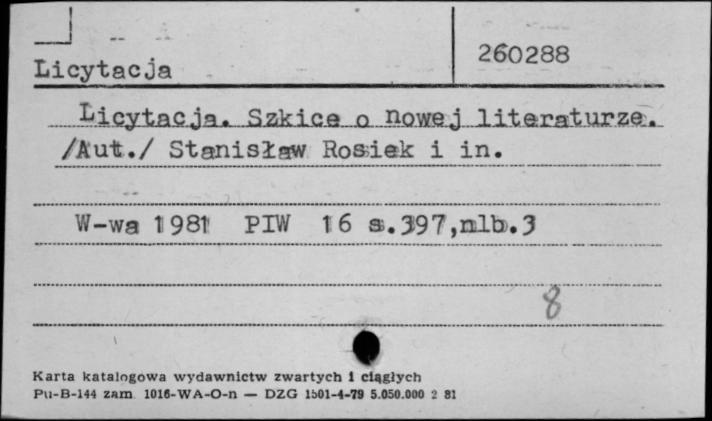 260288
Licytacja
Licytacja. Szkice o nowej literaturze.
/Aut./ Stanisław Rosiek i in.
W-wa 1981 PIW 16 s.397,nlb.3
8
Karta katalogowa wydawnictw zwartych i ciągłych
Pu-B-144 zam. 1016-WA-O-n — DZG 1501-4-79 5.050.000 2 81